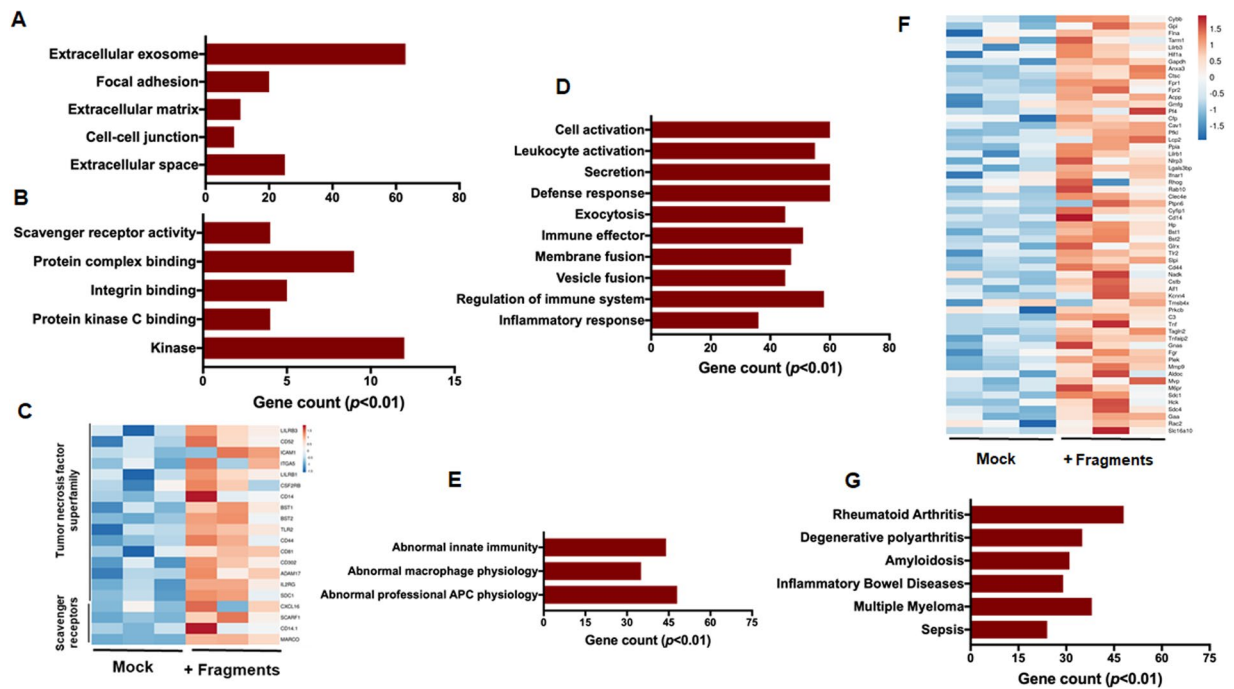 A
Extracellular exosome
Focal adhesion
Extracellular matrix
Cell-cell junction
Extracellular space
0 20 40 60 80
B
Scavenger receptor activity
Protein complex binding
Integrin binding
Protein kinase C binding
Kinase
0 5 10 15
Gene count (p<0.01)
C
Tumor necrosis factor
superfamily
Scavenger
receptors
LILRB3
CD52
ICAM1
ITGA5
LILRB1
CSF2RB
CD14
BST1
BST2
TLR2
CD44
CD81
CD302
ADAM17
IL2RG
SDC1
CXCL16
SCARF1
CD14.1
MARCO
Mock
+ Fragments
D
Cell activation
Leukocyte activation
Secretion
Defense response
Exocytosis
Immune effector
Membrane fusion
Vesicle fusion
Regulation of immune system
Inflammatory response
0 20 40 60 80
Gene count (p<0.01)
E
Abnormal innate immunity
Abnormal macrophage physiology
Abnormal professional APC physiology
0 15 30 45 60 75
Gene count (p<0.01)
F
Cybb
Gpi
Flna
Tarm1
Lilrb3
Hif1a
Gapdh
Anxa3
Ctsc
Fpr1
Fpr2
Acpp
Gmfg
Pf4
Cfp
Cav1
Pfkl
Lcp2
Ppia
Lilrb1
Nlrp3
Lgals3bp
Ifnar1
Rhog
Rab10
Clec4e
Ptpn6
Cd14
Hp
Bst1
Bst2
Glrx
Tlr2
Slpi
Cd44
Nadk
Cstb
Aif1
Kcnn4
Tmsb4x
Prkcb
C3
Tnf
Tagln2
Tnfaip2
Gnas
Fgr
Plek
Mmp9
Aldoc
Mvp
M6pr
Sdc1
Hck
Sdc4
Gaa
Rac2
Slc16a10
1.5
1
0.5
0
-0.5
-1
-1.5
Mock
+ Fragments
G
Rheumatoid Arthritis
Degenerative polyarthritis
Amyloidosis
Inflammatory Bowel Diseases
Multiple Myeloma
Sepsis
0 15 30 45 60 75
Gene count (p<0.01)